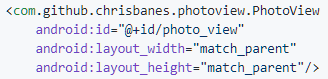 <com.github.chrisbanes.photoview.PhotoView
    android:id="@+id/photo_view"
    android:layout_width="match_parent"
    android:layout_height="match_parent"/>